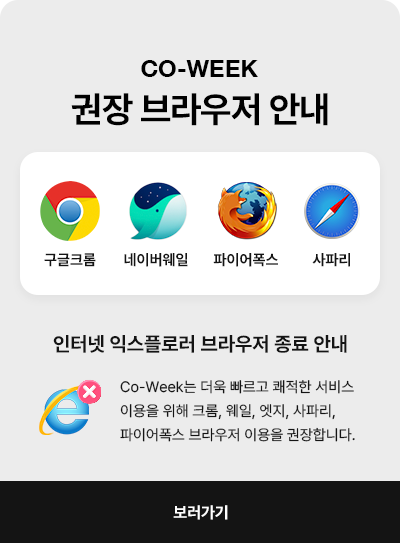 CO-WEEK
권장 브라우저 안내
구글크롬 네이버웨일 파이어폭스 사파리
인터넷 익스플로러 브라우저 종료 안내
Co-Week는 더욱 빠르고 쾌적한 서비스
이용을 위해 크롬, 웨일, 엣지, 사파리,
파이어폭스 브라우저 이용을 권장합니다.
보러가기